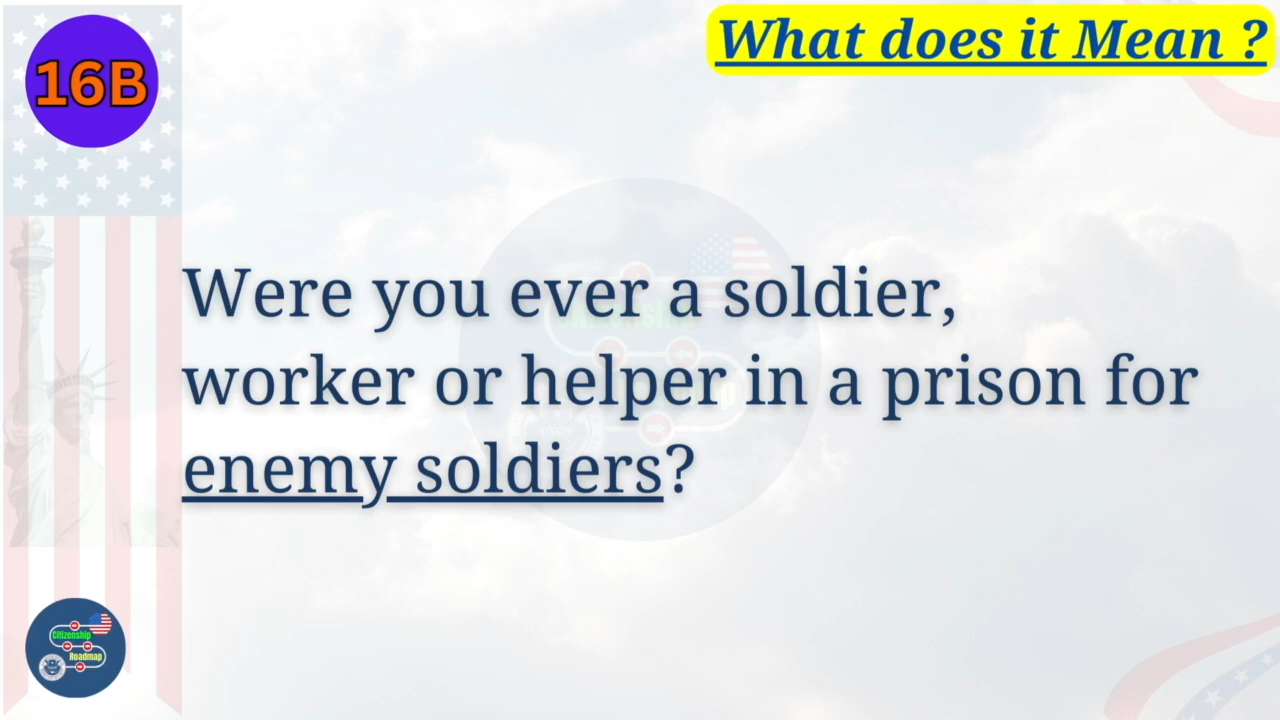 16B
What does it Mean ?
Were you ever a soldier,
worker or helper in a prison for
enemy soldiers?
Citizenship
Roadmap